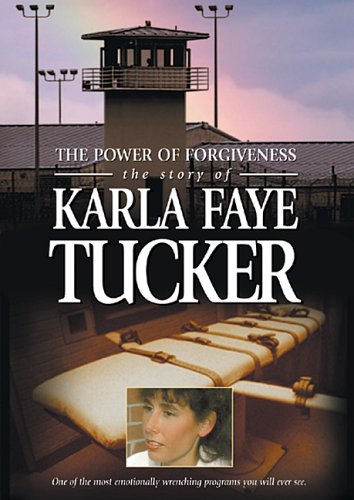 THE POWER OF FORGIVENESS
the story of
KARLA FAYE
TUCKER
One of the most emotionally wrenching programs you will ever see.